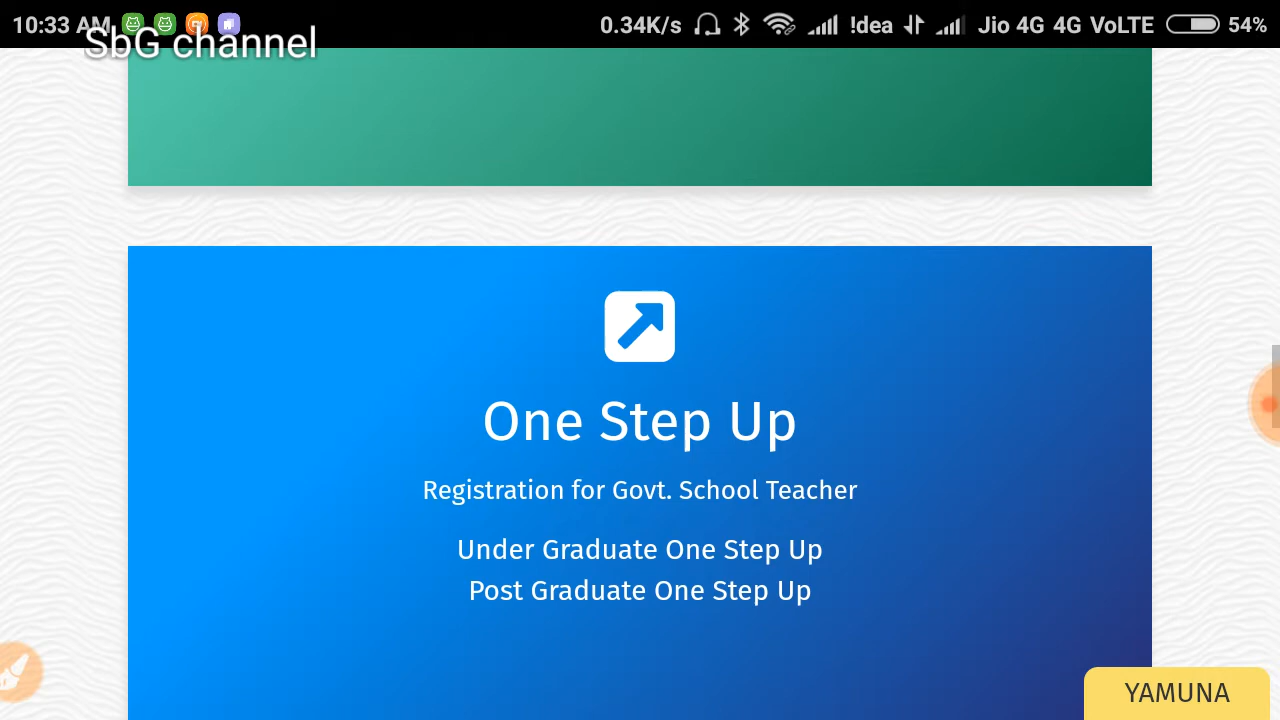 10:33 AM
0.34K/s !dea Jio 4G 4G VoLTE 54%
SbG channel
One Step Up
Registration for Govt. School Teacher
Under Graduate One Step Up
Post Graduate One Step Up
YAMUNA